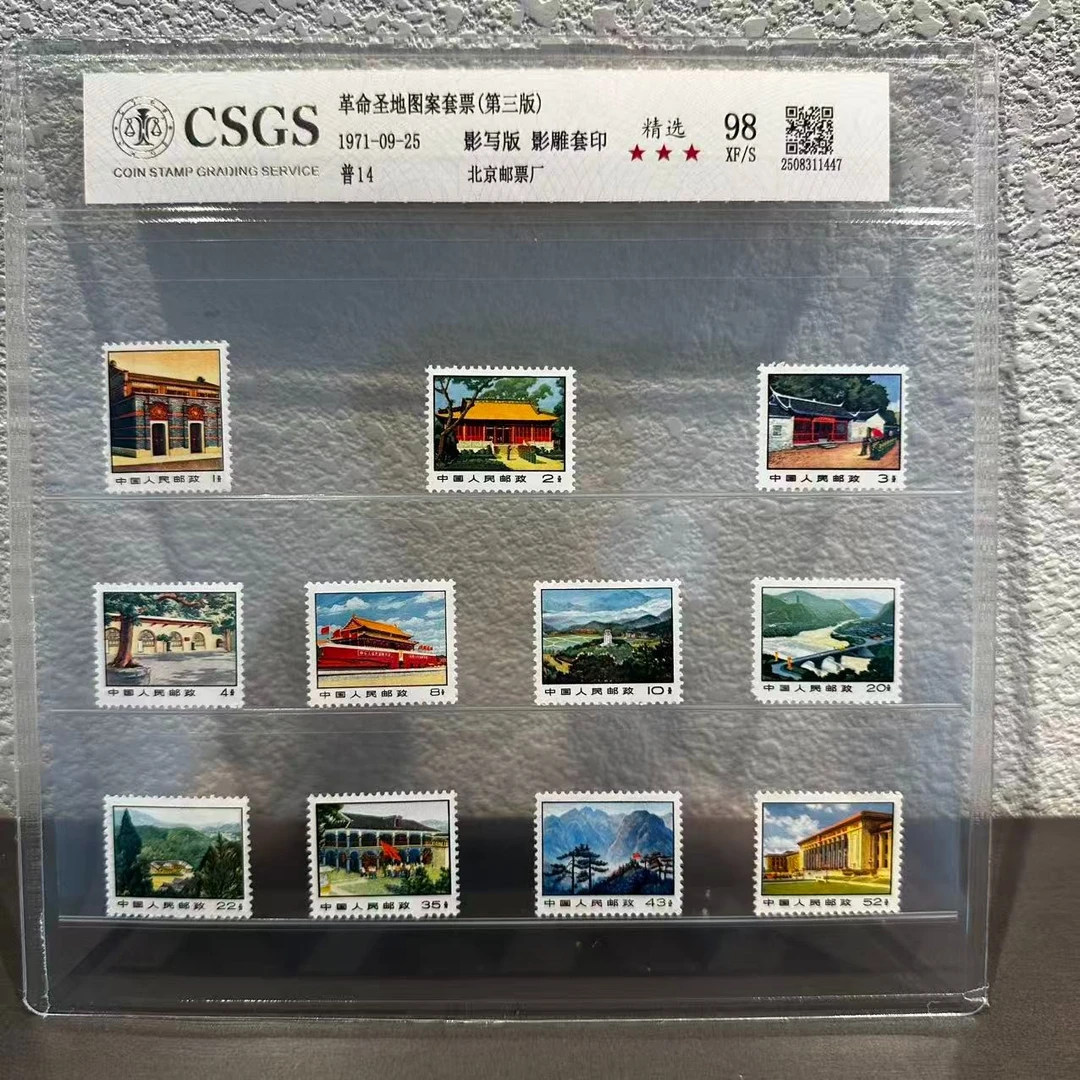 CSGS
COIN STAMP GRADING SERVICE
革命圣地图案套票(第三版)
1971-09-25 影写版 影雕套印
普14 北京邮票厂
精选
★★★
98
XF/S
2508311447
中国人民邮政 1分
中国人民邮政 2分
中国人民邮政 3分
中国人民邮政 4分
中国人民邮政 8分
中国人民邮政 10分
中国人民邮政 20分
中国人民邮政 22分
中国人民邮政 35分
中国人民邮政 43分
中国人民邮政 52分